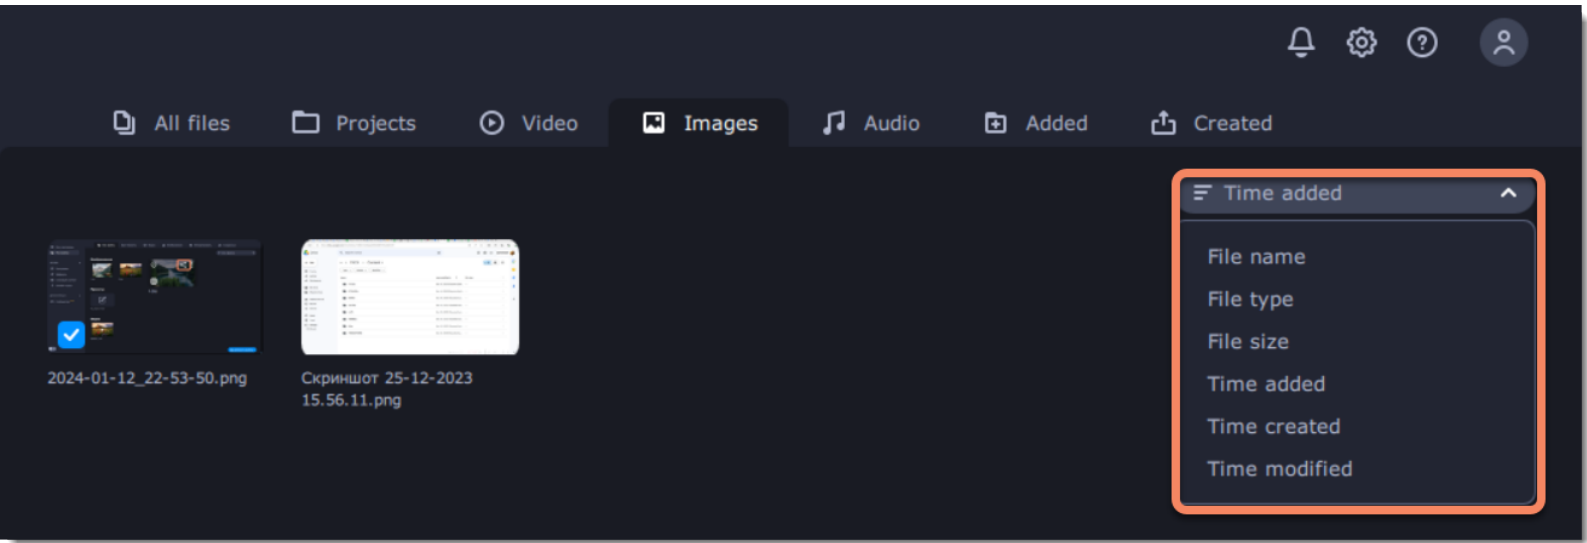 All files
Projects
Video
Images
Audio
Added
Created
Time added
File name
File type
File size
Time added
Time created
Time modified
2024-01-12_22-53-50.png
Скриншот 25-12-2023
15.56.11.png